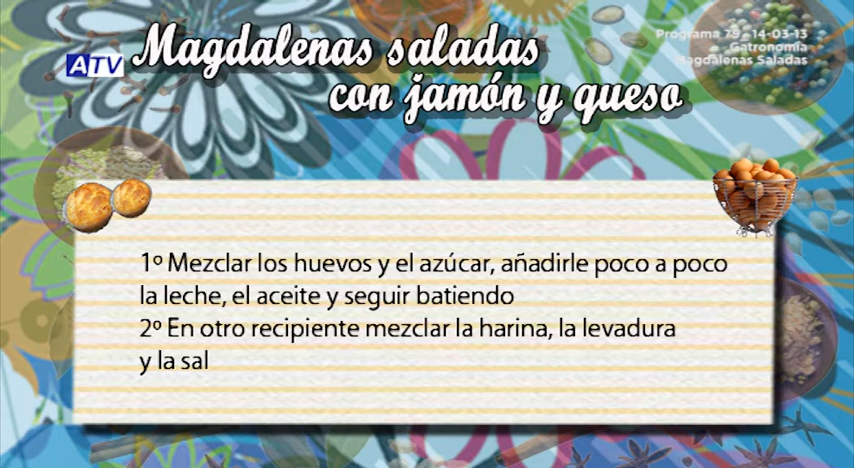 Magdalenas saladas
con jamón y queso
ATV
Programa 79 - 14-03-13
Gatronomía
Magdalenas Saladas
1º Mezclar los huevos y el azúcar, añadirle poco a poco
la leche, el aceite y seguir batiendo
2º En otro recipiente mezclar la harina, la levadura
y la sal